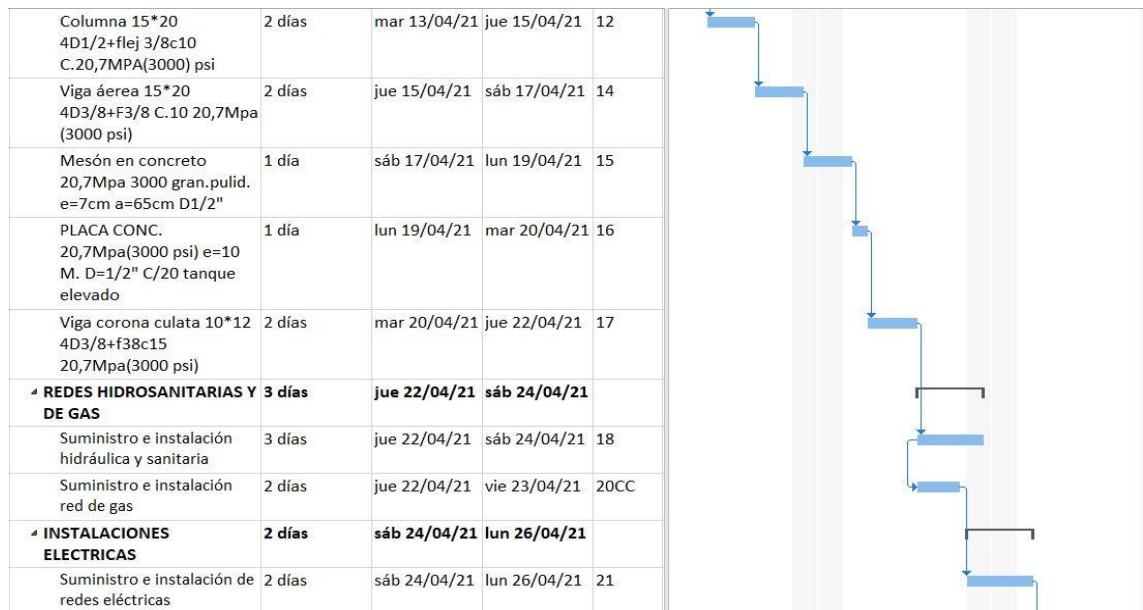 Columna 15*20 2 días mar 13/04/21 jue 15/04/21 12
4D1/2+flej 3/8c10
C.20,7MPA(3000) psi
Viga áerea 15*20 2 días jue 15/04/21 sáb 17/04/21 14
4D3/8+F3/8 C.10 20,7Mpa
(3000 psi)
Mesón en concreto 1 día sáb 17/04/21 lun 19/04/21 15
20,7Mpa 3000 gran.pulid.
e=7cm a=65cm D1/2"
PLACA CONC. 1 día lun 19/04/21 mar 20/04/21 16
20,7Mpa(3000 psi) e=10
M. D=1/2" C/20 tanque
elevado
Viga corona culata 10*12 2 días mar 20/04/21 jue 22/04/21 17
4D3/8+f38c15
20,7Mpa(3000 psi)
REDES HIDROSANITARIAS Y 3 días jue 22/04/21 sáb 24/04/21
DE GAS
Suministro e instalación 3 días jue 22/04/21 sáb 24/04/21 18
hidráulica y sanitaria
Suministro e instalación 2 días jue 22/04/21 vie 23/04/21 20CC
red de gas
INSTALACIONES 2 días sáb 24/04/21 lun 26/04/21
ELECTRICAS
Suministro e instalación de 2 días sáb 24/04/21 lun 26/04/21 21
redes eléctricas